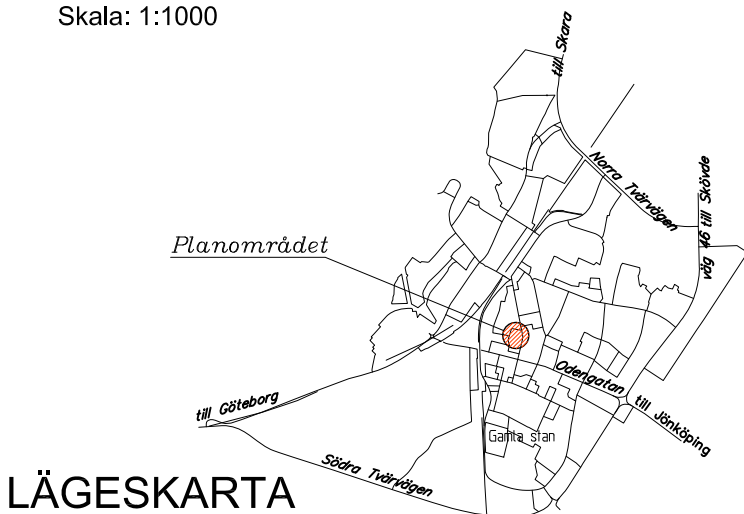 Skala: 1:1000
till Skara
Norra Tvärvägen
väg 46 till Skövde
Planområdet
Odengatan
till Jönköping
till Göteborg
Gamla stan
Södra Tvärvägen
LÄGESKARTA